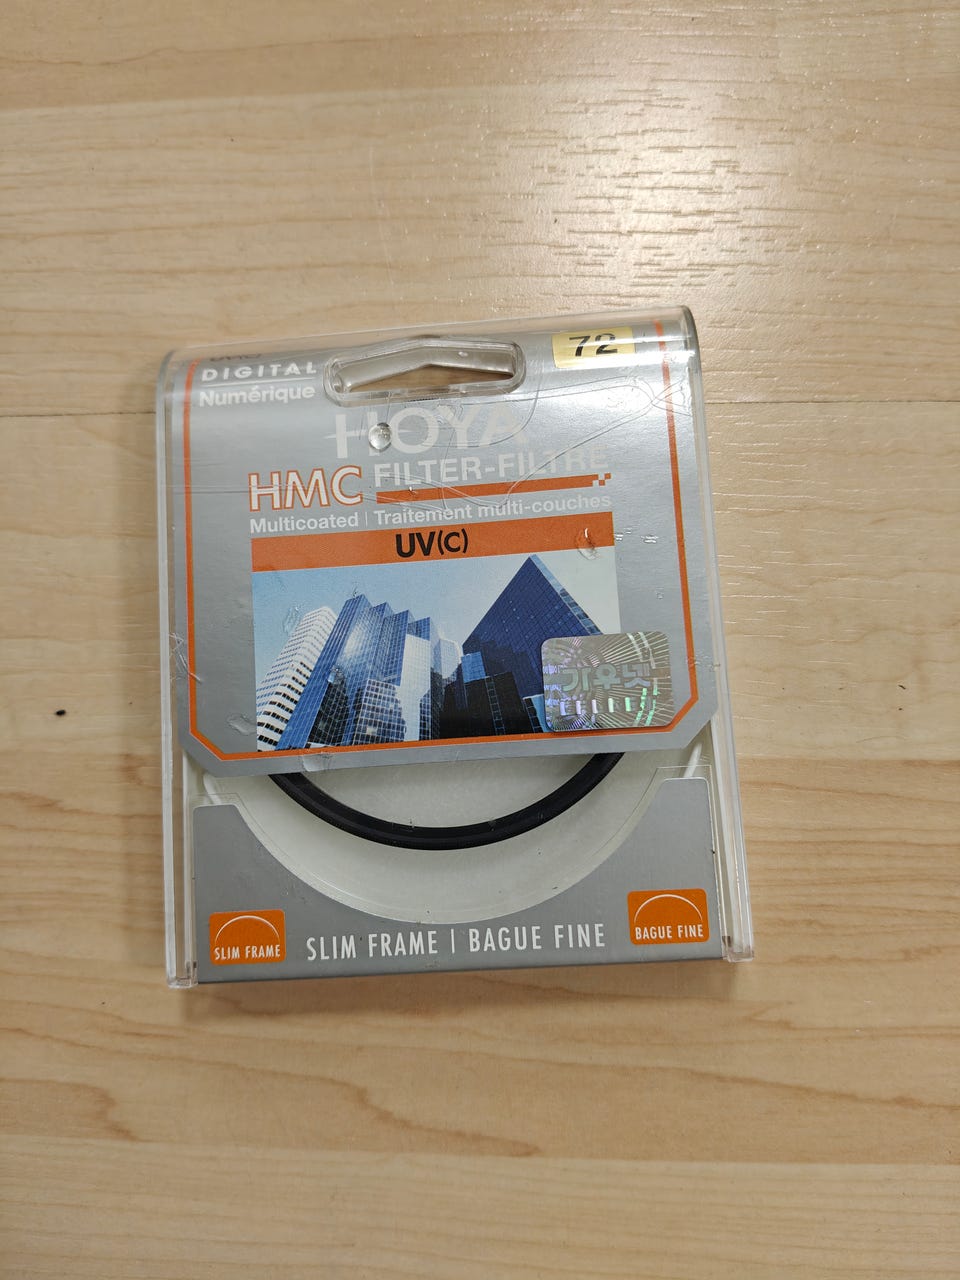 72
DIGITAL
Numérique
HOYA
HMC FILTER-FILTRE
Multicoated | Traitement multi-couches
UV(C)
SLIM FRAME
SLIM FRAME | BAGUE FINE
BAGUE FINE